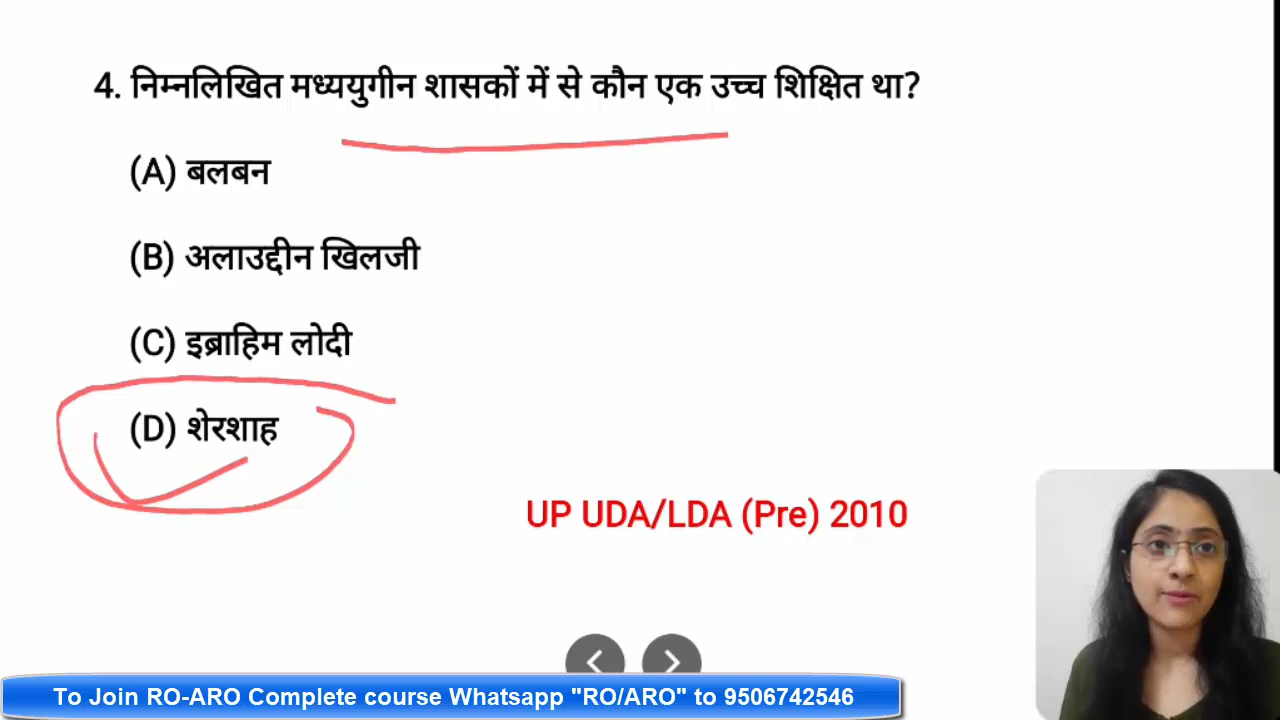 4. निम्नलिखित मध्ययुगीन शासकों में से कौन एक उच्च शिक्षित था?
(A) बलबन
(B) अलाउद्दीन खिलजी
(C) इब्राहिम लोदी
(D) शेरशाह
UP UDA/LDA (Pre) 2010
To Join RO-ARO Complete course Whatsapp "RO/ARO" to 9506742546